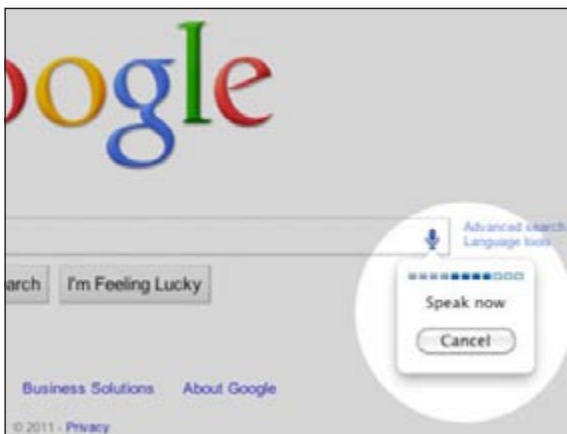 oogle
Advanced search
Language tools
arch
I'm Feeling Lucky
Speak now
Cancel
Business Solutions
About Google
© 2011 - Privacy